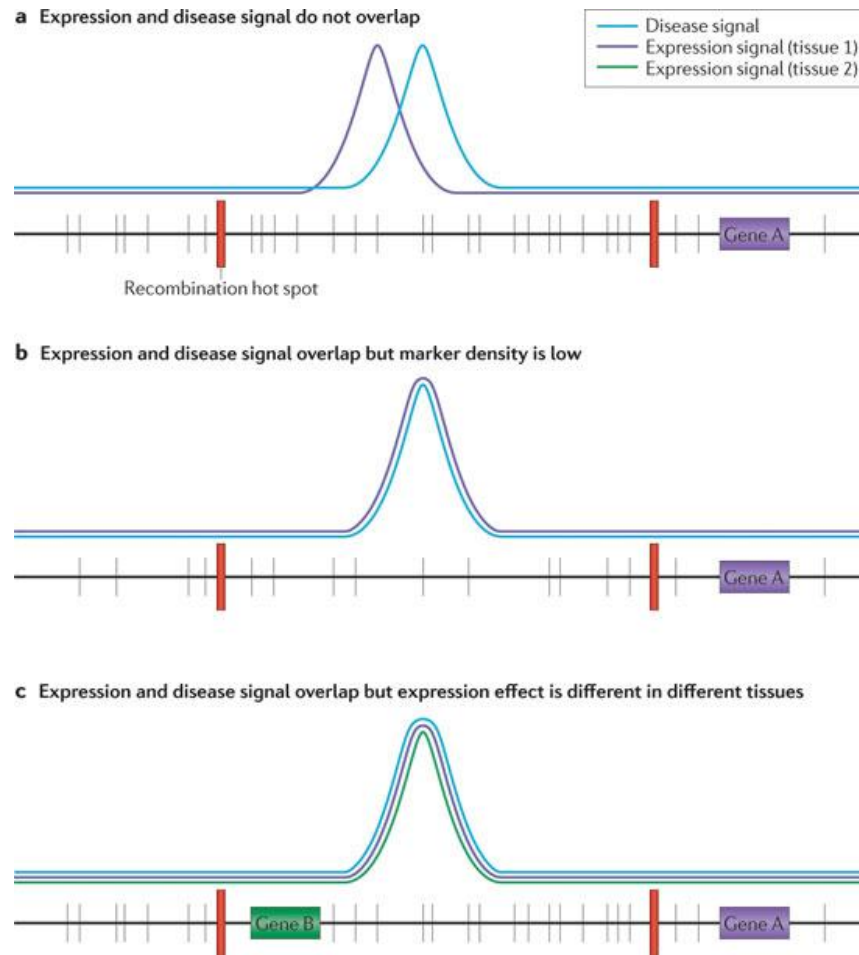 a Expression and disease signal do not overlap
Disease signal
Expression signal (tissue 1)
Expression signal (tissue 2)
Gene A
Recombination hot spot
b Expression and disease signal overlap but marker density is low
Gene A
c Expression and disease signal overlap but expression effect is different in different tissues
Gene B
Gene A